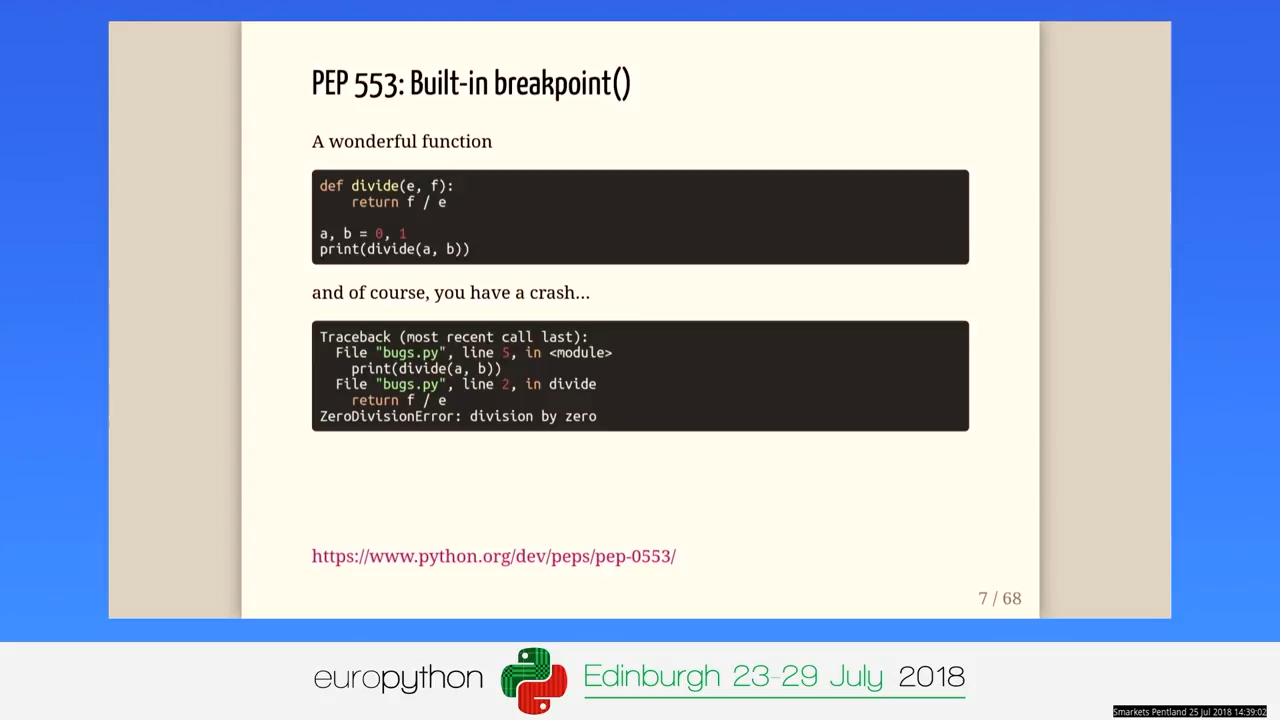 PEP 553: Built-in breakpoint()
A wonderful function
def divide(e, f):
    return f / e
a, b = 0, 1
print(divide(a, b))
and of course, you have a crash...
Traceback (most recent call last):
  File "bugs.py", line 5, in <module>
    print(divide(a, b))
  File "bugs.py", line 2, in divide
    return f / e
ZeroDivisionError: division by zero
https://www.python.org/dev/peps/pep-0553/
7 / 68
europython Edinburgh 23-29 July 2018
Smarkets Pentland 25 Jul 2018 14:39:02